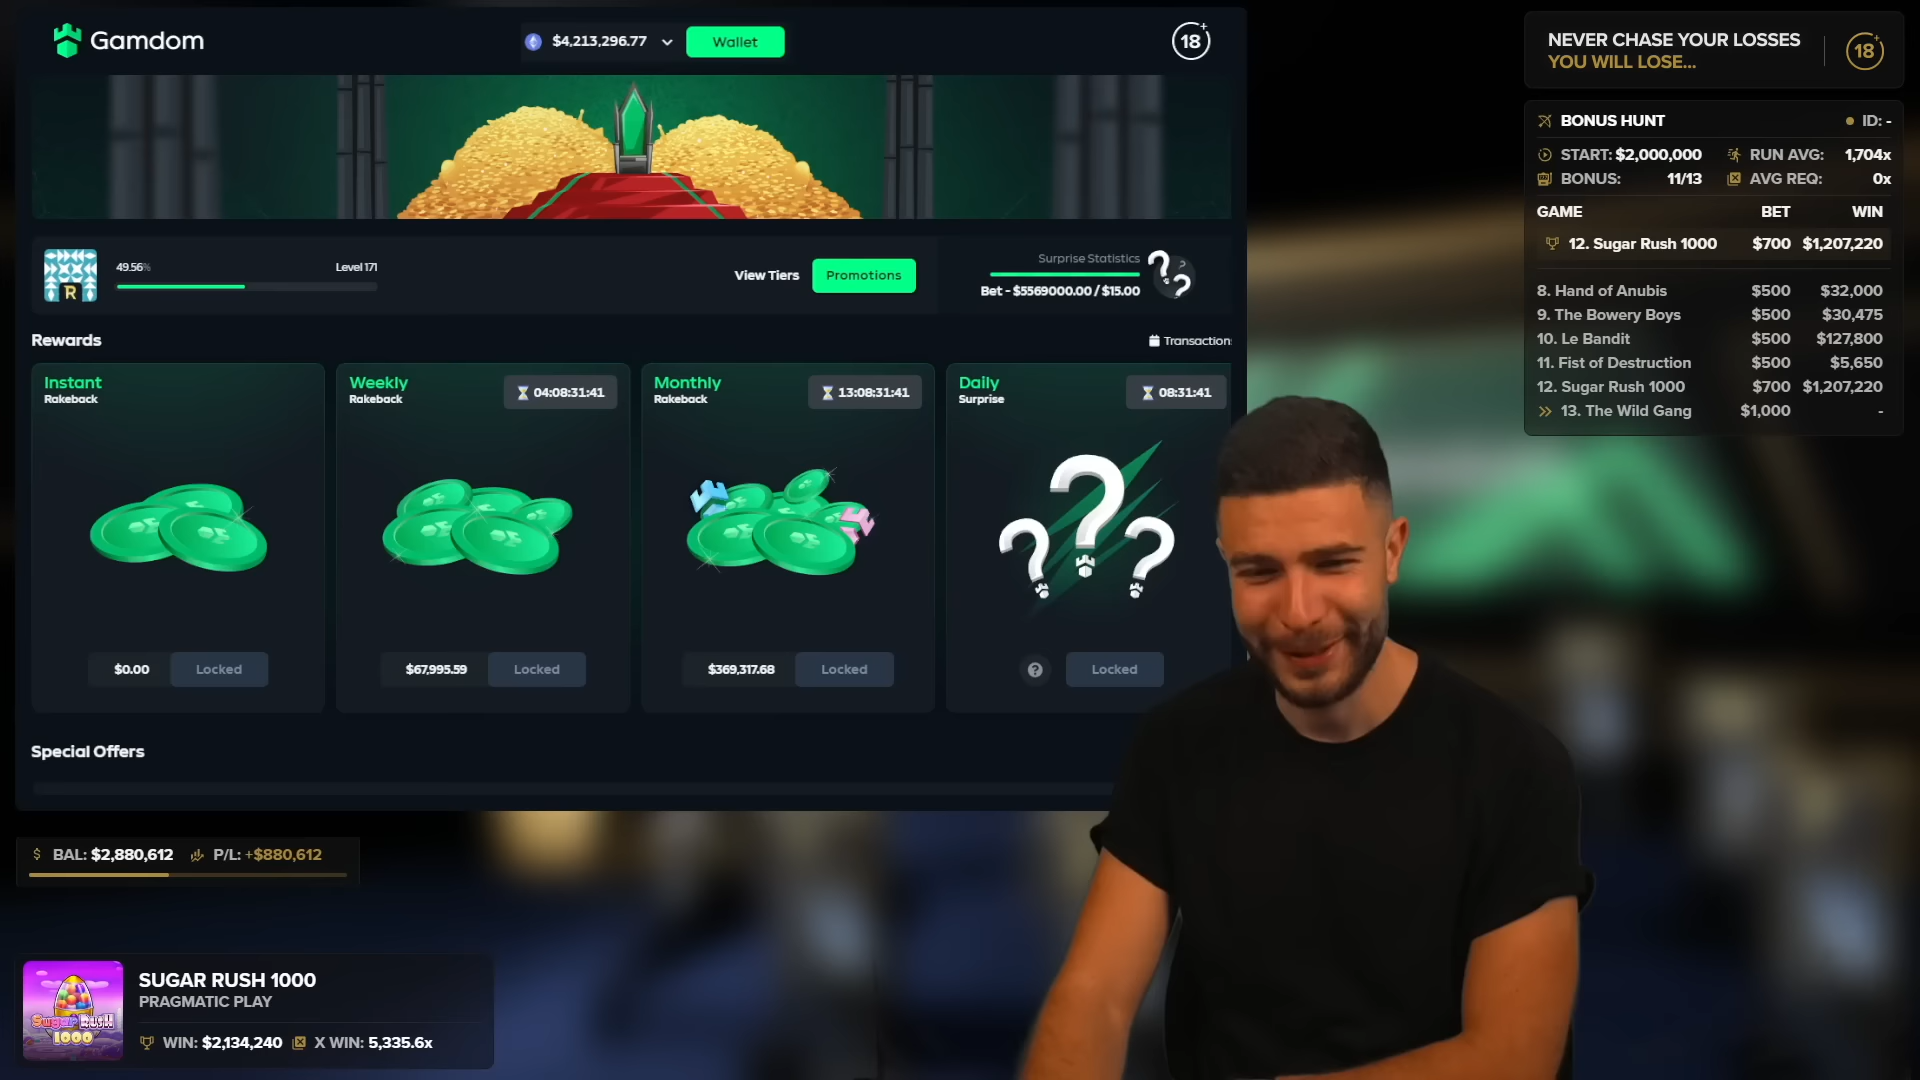 Gamdom
$4,213,296.77
Wallet
18+
49.56%
Level 171
R
View Tiers
Promotions
Surprise Statistics
Bet - $5569000.00 / $15.00
Rewards
Transaction
Instant
Rakeback
$0.00
Locked
Weekly
Rakeback
04:08:31:41
$67,995.59
Locked
Monthly
Rakeback
13:08:31:41
$369,317.68
Locked
Daily
Surprise
08:31:41
?
Locked
Special Offers
BAL: $2,880,612 P/L: +$880,612
SUGAR RUSH 1000
PRAGMATIC PLAY
WIN: $2,134,240 X WIN: 5,335.6x
Sugar Rush
1000
NEVER CHASE YOUR LOSSES
YOU WILL LOSE...
18+
BONUS HUNT ID: -
START: $2,000,000 RUN AVG: 1,704x
BONUS: 11/13 AVG REQ: 0x
GAME BET WIN
12. Sugar Rush 1000 $700 $1,207,220
8. Hand of Anubis $500 $32,000
9. The Bowery Boys $500 $30,475
10. Le Bandit $500 $127,800
11. Fist of Destruction $500 $5,650
12. Sugar Rush 1000 $700 $1,207,220
13. The Wild Gang $1,000 -